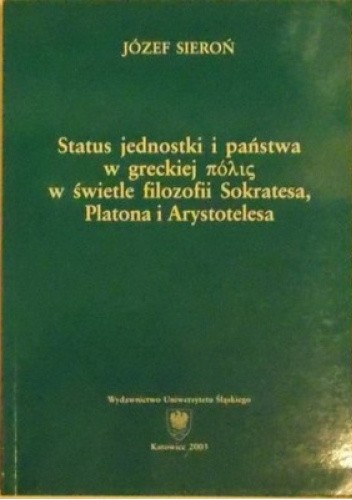 JÓZEF SIEROŃ
Status jednostki i państwa
w greckiej πόλις
w świetle filozofii Sokratesa,
Platona i Arystotelesa
Wydawnictwo Uniwersytetu Śląskiego
Katowice 2003